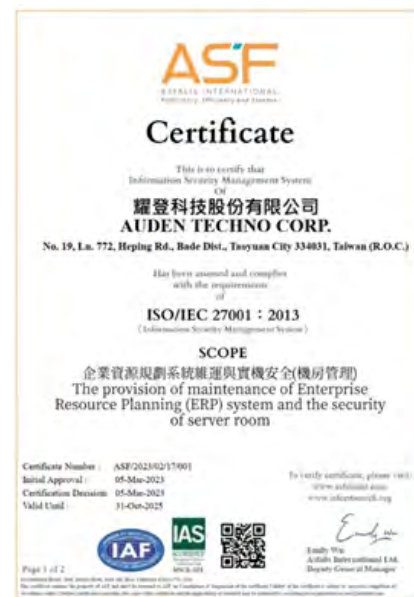 ASF
ASFALIS INTERNATIONAL
Certificate
This is to certify that
Information Security Management System
Of
耀登科技股份有限公司
AUDEN TECHNO CORP.
No. 19, Ln. 772, Heping Rd., Bade Dist., Taoyuan City 334031, Taiwan (R.O.C.)
Has been assessed and complies
with the requirements
of
ISO/IEC 27001：2013
(Information Security Management System)
SCOPE
企業資源規劃系統維運與實機安全(機房管理)
The provision of maintenance of Enterprise
Resource Planning (ERP) system and the security
of server room
Certificate Number : ASF/2023/02/17/001
Initial Approval : 05-Mar-2023
Certification Decision: 05-Mar-2023
Valid Until : 31-Oct-2025
To verify certificate, please visit:
IAF
IAS
Emily Wu
Asfalis International Ltd.
Deputy General Manager
Page 1 of 2